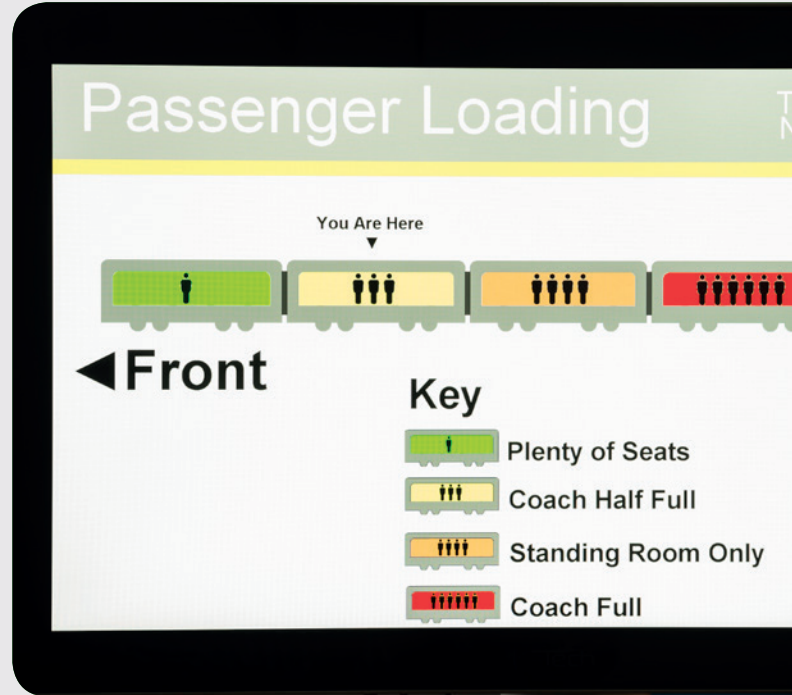 Passenger Loading
You Are Here
Front
Key
Plenty of Seats
Coach Half Full
Standing Room Only
Coach Full